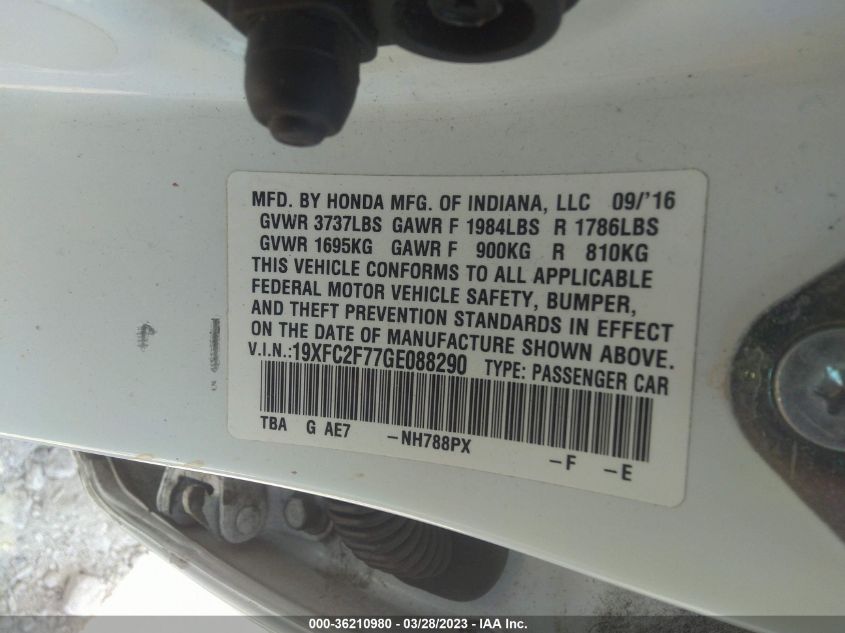 MFD. BY HONDA MFG. OF INDIANA, LLC 09/'16
GVWR 3737LBS GAWR F 1984LBS R 1786LBS
GVWR 1695KG GAWR F 900KG R 810KG
THIS VEHICLE CONFORMS TO ALL APPLICABLE
FEDERAL MOTOR VEHICLE SAFETY, BUMPER,
AND THEFT PREVENTION STANDARDS IN EFFECT
ON THE DATE OF MANUFACTURE SHOWN ABOVE.
V.I.N.:19XFC2F77GE088290 TYPE: PASSENGER CAR
TBA G AE7 -NH788PX -F -E
000-36210980 - 03/28/2023 - IAA Inc.